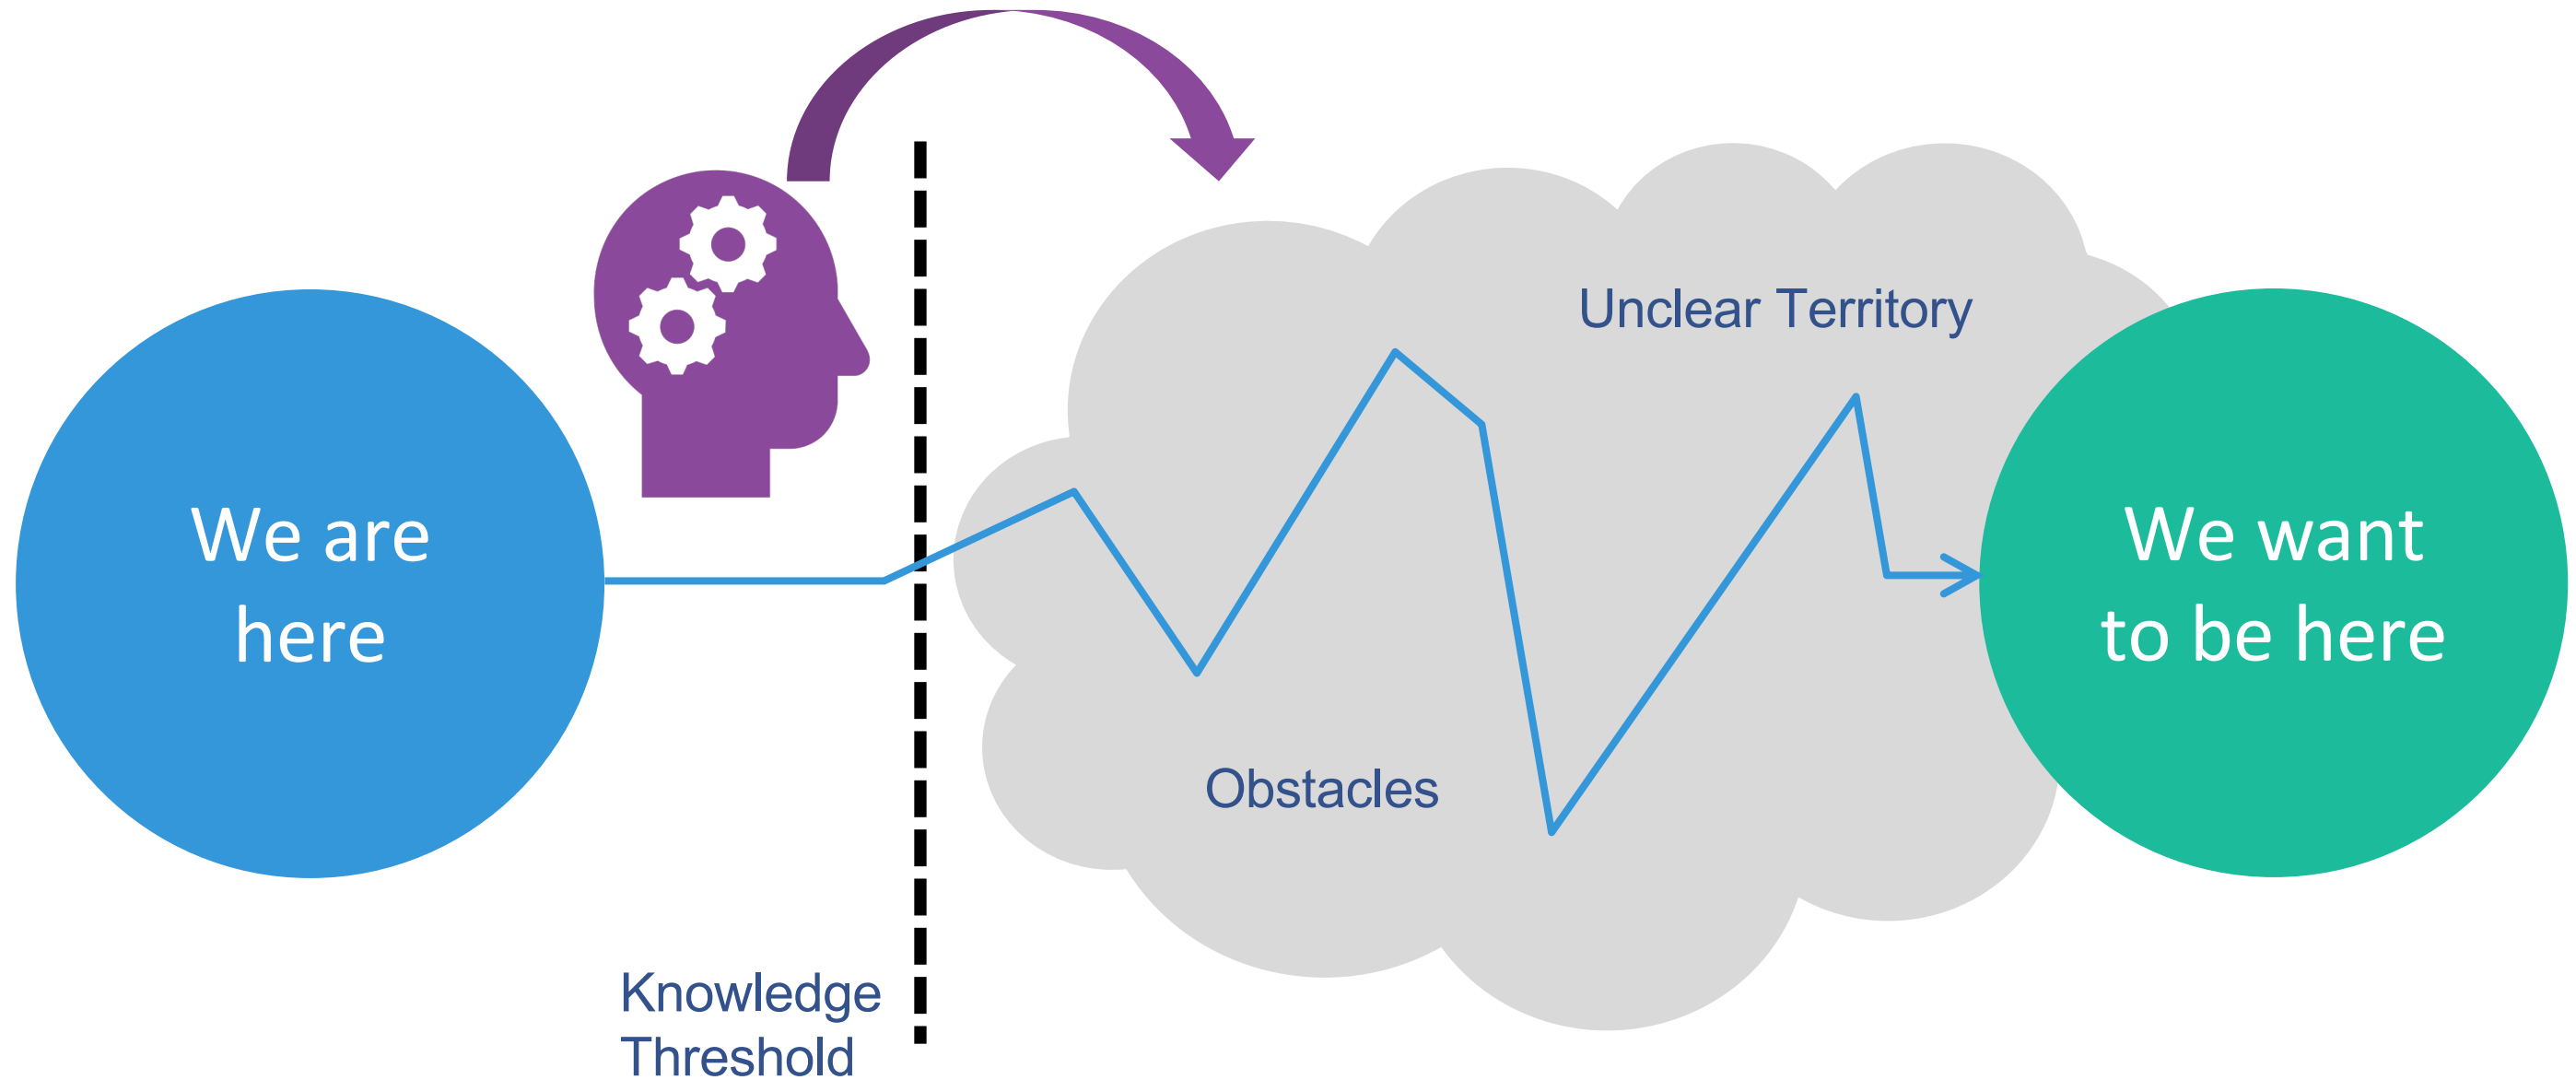 We are
here
Knowledge
Threshold
Unclear Territory
Obstacles
We want
to be here